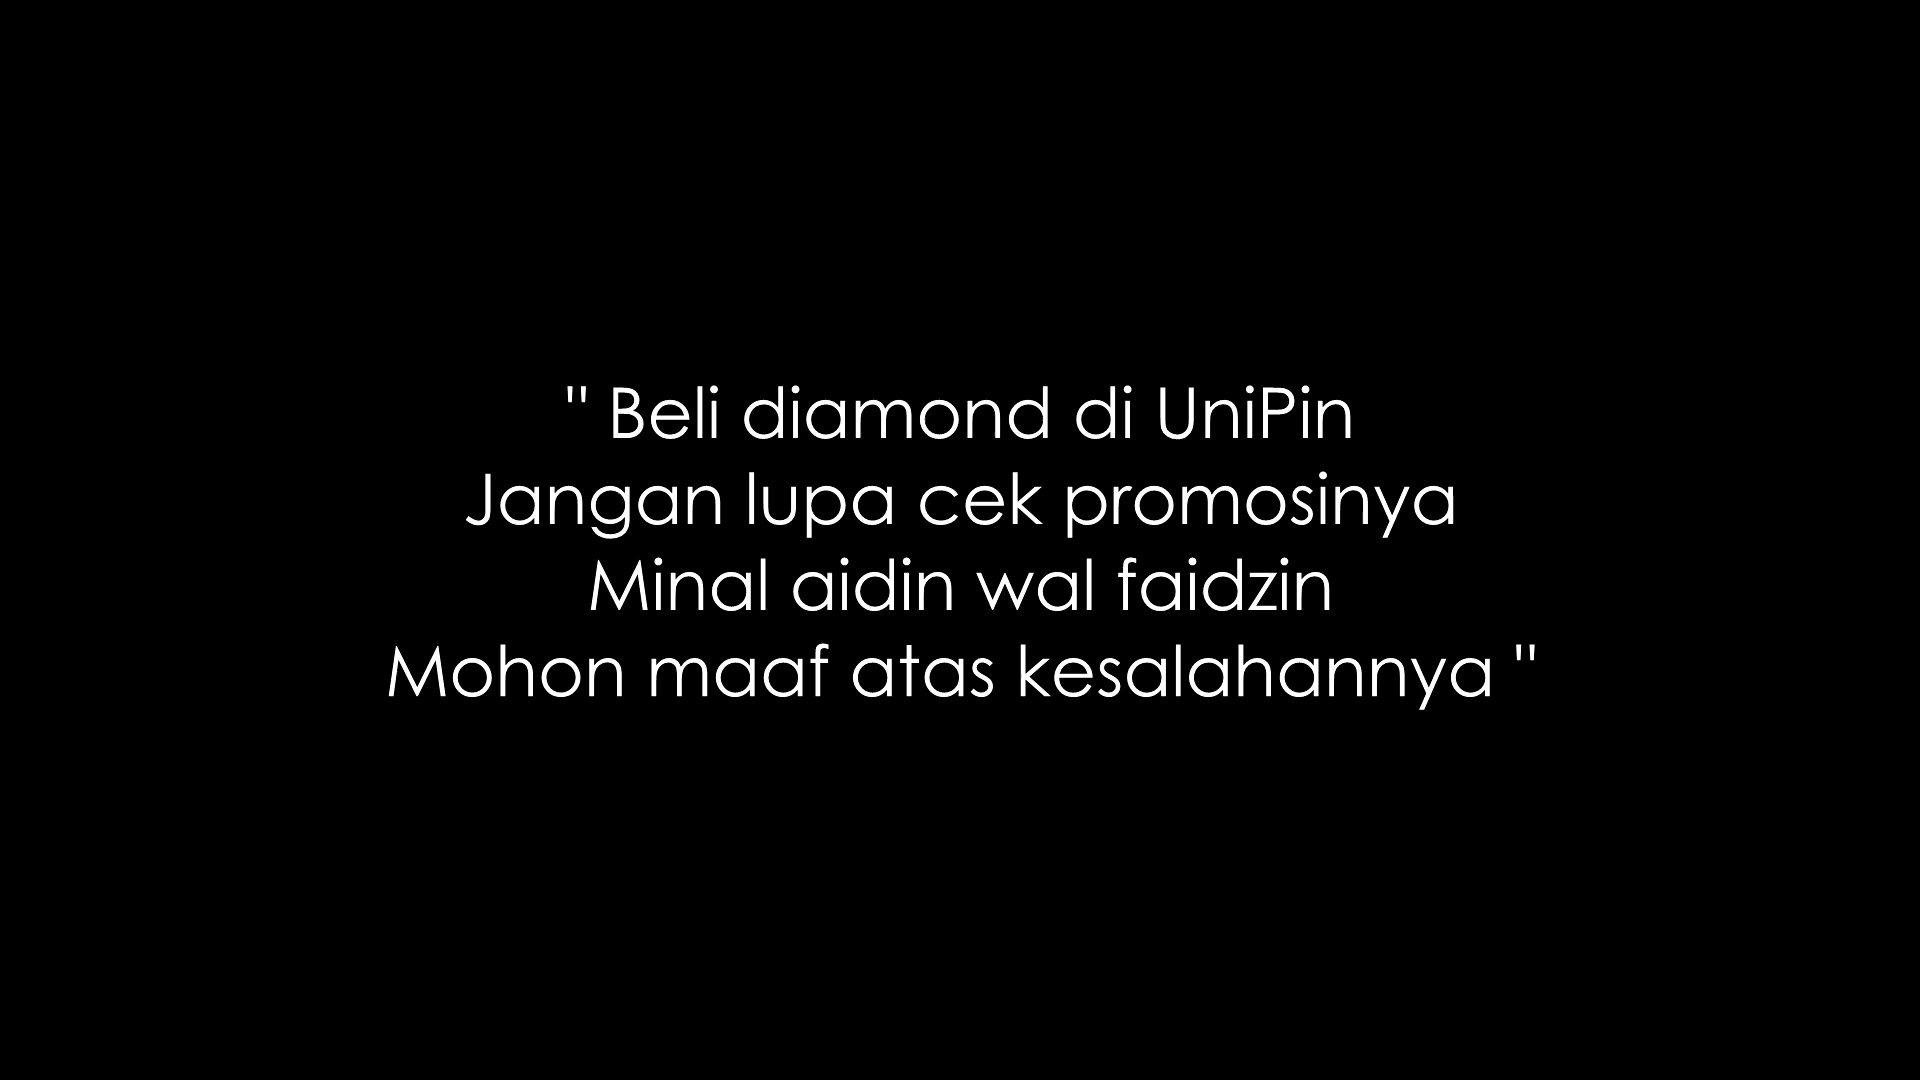 " Beli diamond di UniPin
Jangan lupa cek promosinya
Minal aidin wal faidzin
Mohon maaf atas kesalahannya "